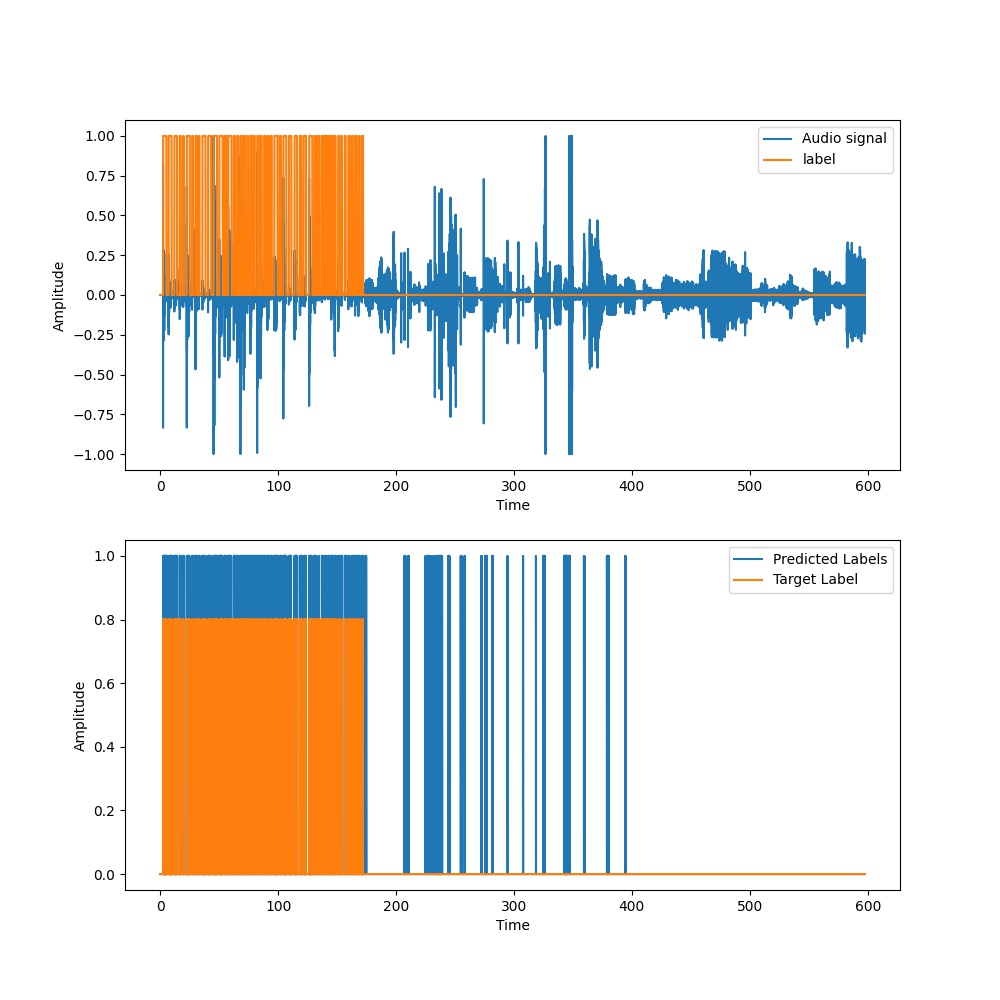 1.00
0.75
0.50
0.25
0.00
−0.25
−0.50
−0.75
−1.00
Amplitude
Audio signal
label
0 100 200 300 400 500 600
Time
1.0
0.8
0.6
0.4
0.2
0.0
Amplitude
Predicted Labels
Target Label
0 100 200 300 400 500 600
Time